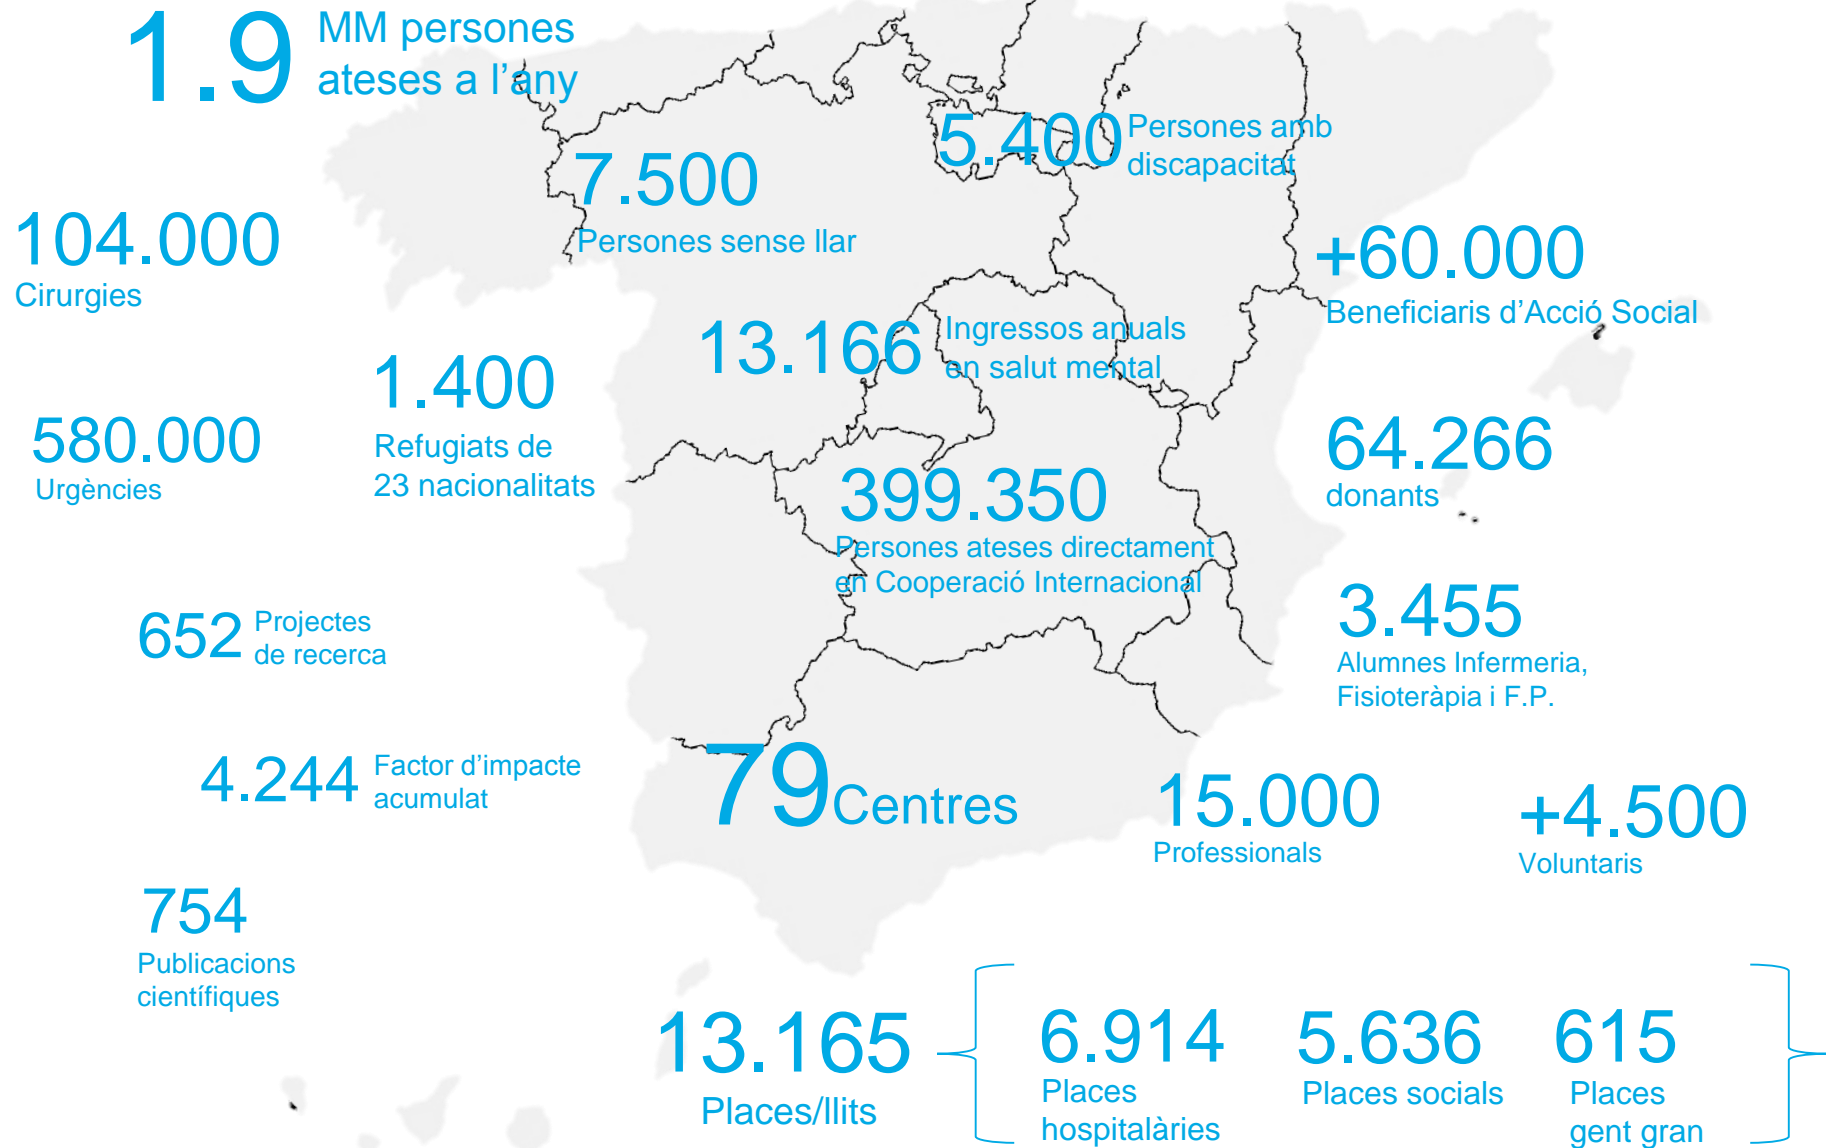 1.9 MM persones
ateses a l’any
5.400 Persones amb
discapacitat
7.500
Persones sense llar
104.000
Cirurgies
+60.000
Beneficiaris d’Acció Social
13.166 Ingressos anuals
en salut mental
1.400
Refugiats de
23 nacionalitats
580.000
Urgències
64.266
donants
399.350
Persones ateses directament
en Cooperació Internacional
652 Projectes
de recerca
3.455
Alumnes Infermeria,
Fisioteràpia i F.P.
4.244 Factor d’impacte
acumulat
79 Centres
15.000
Professionals
+4.500
Voluntaris
754
Publicacions
científiques
13.165
Places/llits
6.914
Places
hospitalàries
5.636
Places socials
615
Places
gent gran